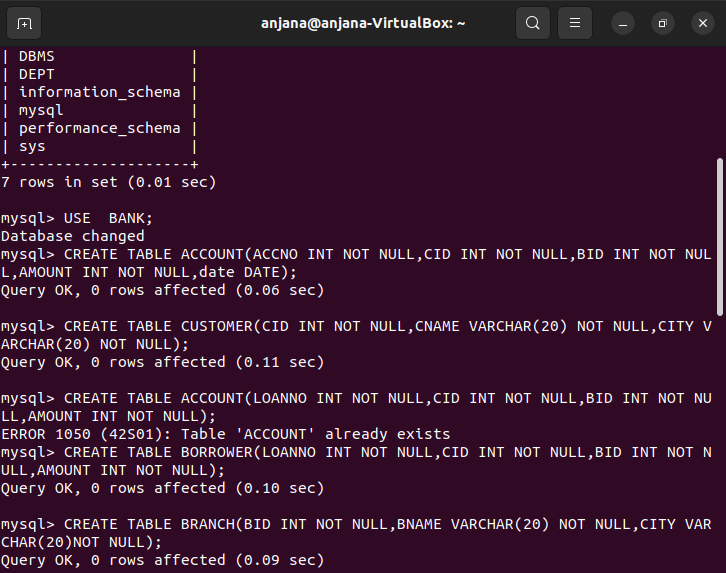 anjana@anjana-VirtualBox: ~
| DBMS               |
| DEPT               |
| information_schema |
| mysql              |
| performance_schema |
| sys                |
+--------------------+
7 rows in set (0.01 sec)
mysql> USE  BANK;
Database changed
mysql> CREATE TABLE ACCOUNT(ACCNO INT NOT NULL,CID INT NOT NULL,BID INT NOT NUL
L,AMOUNT INT NOT NULL,date DATE);
Query OK, 0 rows affected (0.06 sec)
mysql> CREATE TABLE CUSTOMER(CID INT NOT NULL,CNAME VARCHAR(20) NOT NULL,CITY V
ARCHAR(20) NOT NULL);
Query OK, 0 rows affected (0.11 sec)
mysql> CREATE TABLE ACCOUNT(LOANNO INT NOT NULL,CID INT NOT NULL,BID INT NOT NU
LL,AMOUNT INT NOT NULL);
ERROR 1050 (42S01): Table 'ACCOUNT' already exists
mysql> CREATE TABLE BORROWER(LOANNO INT NOT NULL,CID INT NOT NULL,BID INT NOT N
ULL,AMOUNT INT NOT NULL);
Query OK, 0 rows affected (0.10 sec)
mysql> CREATE TABLE BRANCH(BID INT NOT NULL,BNAME VARCHAR(20) NOT NULL,CITY VAR
CHAR(20)NOT NULL);
Query OK, 0 rows affected (0.09 sec)